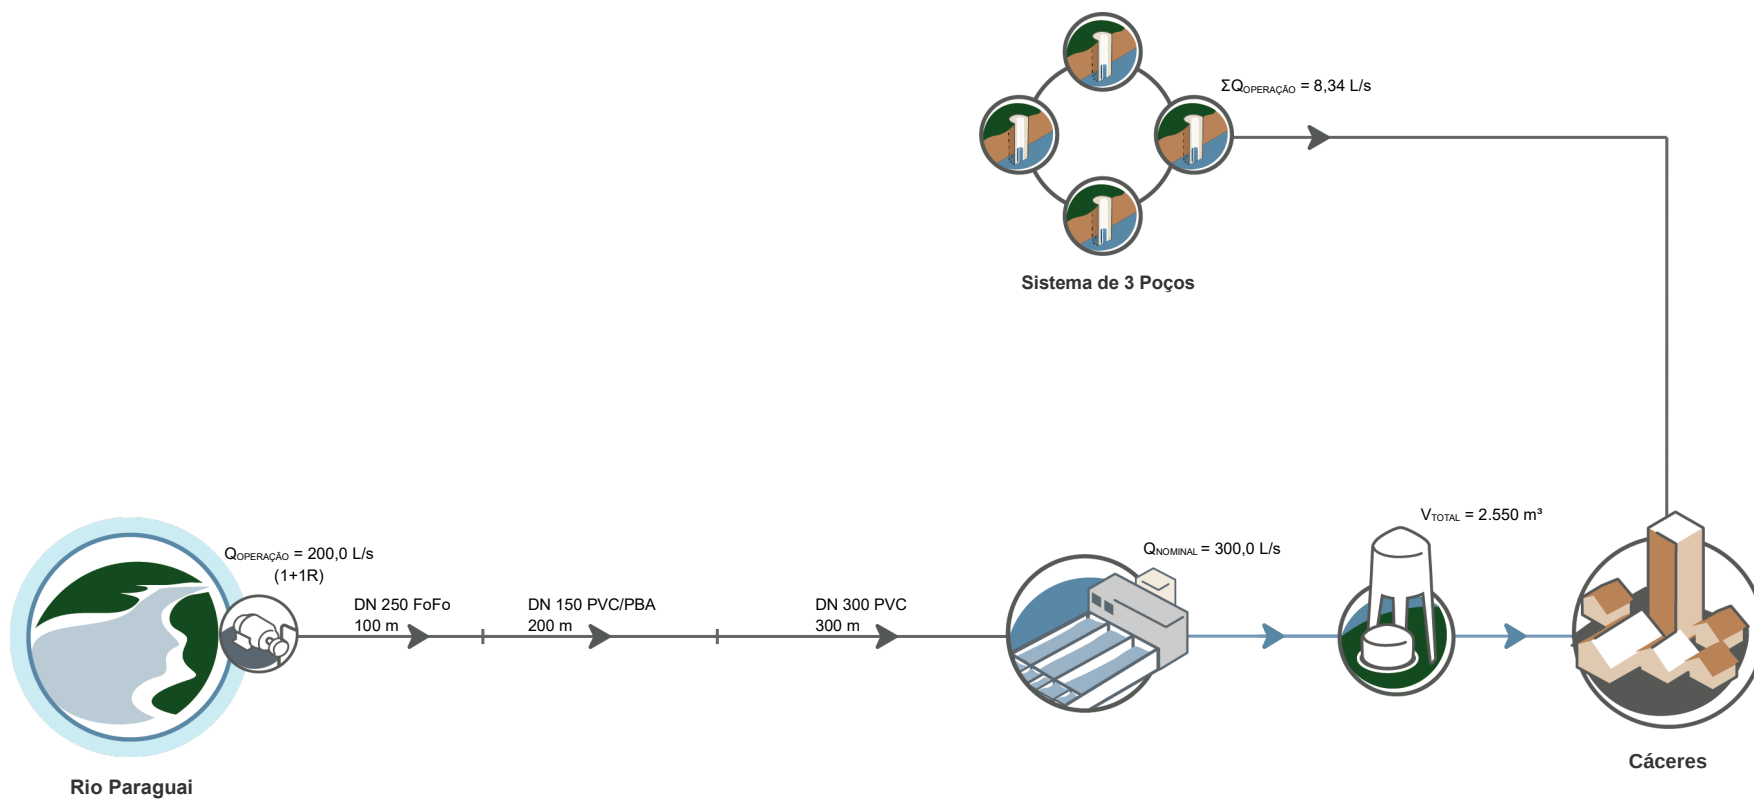 ΣQOPERAÇÃO = 8,34 L/s
Sistema de 3 Poços
QOPERAÇÃO = 200,0 L/s
(1+1R)
DN 250 FoFo
100 m
DN 150 PVC/PBA
200 m
DN 300 PVC
300 m
QNOMINAL = 300,0 L/s
VTOTAL = 2.550 m³
Rio Paraguai
Cáceres